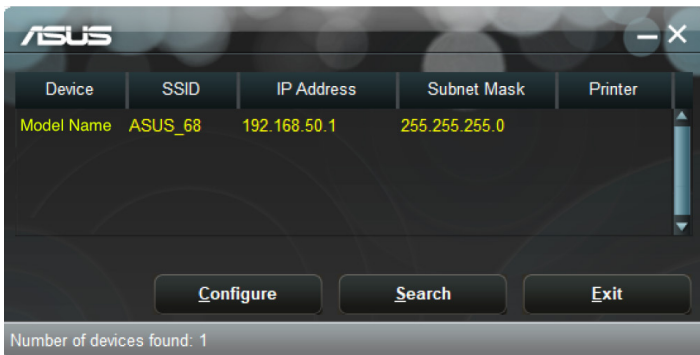 ASUS
Device SSID IP Address Subnet Mask Printer
Model Name ASUS_68 192.168.50.1 255.255.255.0
Configure Search Exit
Number of devices found: 1